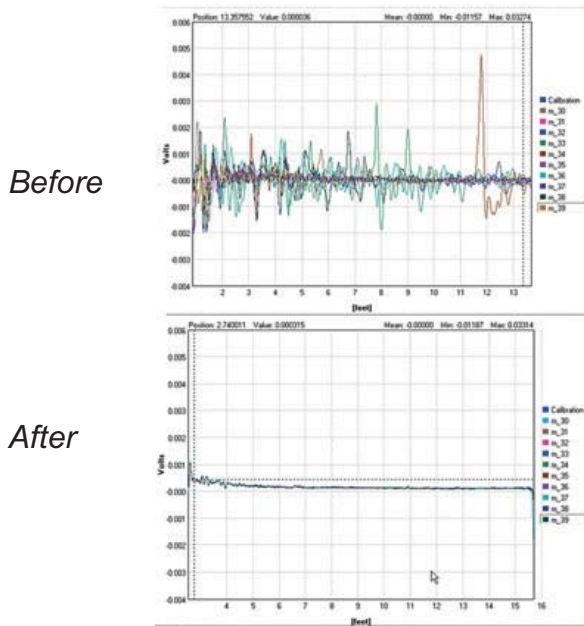 Before
Position: 13.357552 Value: 0.000036 Mean: -0.00000 Min: -0.01157 Max: 0.03274
0.006
0.005
0.004
0.003
0.002
0.001
-0.000
-0.001
-0.002
-0.003
-0.004
Volts
2 3 4 5 6 7 8 9 10 11 12 13
[feet]
Calibration
m_30
m_31
m_32
m_33
m_34
m_35
m_36
m_37
m_38
m_39
After
Position: 2.740011 Value: 0.000315 Mean: -0.00000 Min: -0.01187 Max: 0.03314
0.006
0.005
0.004
0.003
0.002
0.001
-0.000
-0.001
-0.002
-0.003
-0.004
Volts
4 5 6 7 8 9 10 11 12 13 14 15 16
[feet]
Calibration
m_30
m_31
m_32
m_33
m_34
m_35
m_36
m_37
m_38
m_39